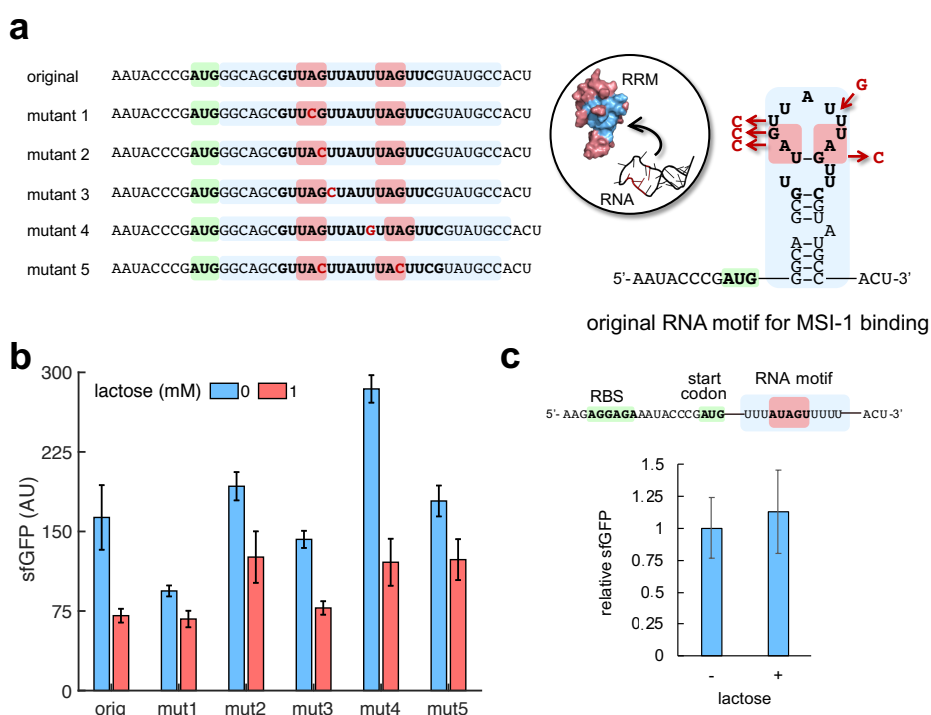 a
original AAUACCCGAUGGGCAGCGUUAGUUAUUUAGUUCGUAUGCCACU
mutant 1 AAUACCCGAUGGGCAGCGUUCGUUAUUUAGUUCGUAUGCCACU
mutant 2 AAUACCCGAUGGGCAGCGUUACUUAUUUAGUUCGUAUGCCACU
mutant 3 AAUACCCGAUGGGCAGCGUUAGCUAUUUAGUUCGUAUGCCACU
mutant 4 AAUACCCGAUGGGCAGCGUUAGUUAUGUUAGUUCGUAUGCCACU
mutant 5 AAUACCCGAUGGGCAGCGUUACUUAUUUACUUCGUAUGCCACU
RRM
RNA
G
A
U U
C U U
C G U
C A A
U G C
U U
U
G C
C G
G U
A
A U
C G
G C
5'-AAUACCCGAUG G C ACU-3'
original RNA motif for MSI-1 binding
b
lactose (mM) 0 1
sfGFP (AU)
300
225
150
75
0
orig mut1 mut2 mut3 mut4 mut5
c
RBS
start
codon
RNA motif
5'- AAGAGGAGAAAUACCCGAUG UUUAUAGUUUUU ACU-3'
relative sfGFP
1.5
1.25
1
0.75
0.5
0.25
0
- +
lactose